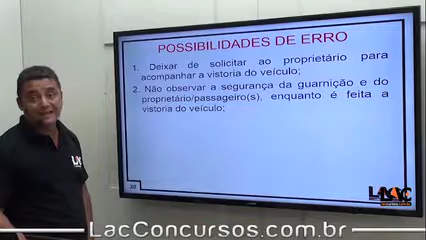 POSSIBILIDADES DE ERRO
1. Deixar de solicitar ao proprietário para
acompanhar a vistoria do veículo;
2. Não observar a segurança da guarnição e do
proprietário/passageiro(s), enquanto é feita a
vistoria do veículo;
30
LAC
LacConcursos.com.br